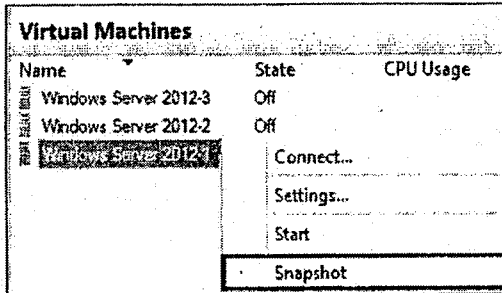 Virtual Machines
Name State CPU Usage
Windows Server 2012-3 Off
Windows Server 2012-2 Off
Windows Server 2012-1
Connect...
Settings...
Start
Snapshot